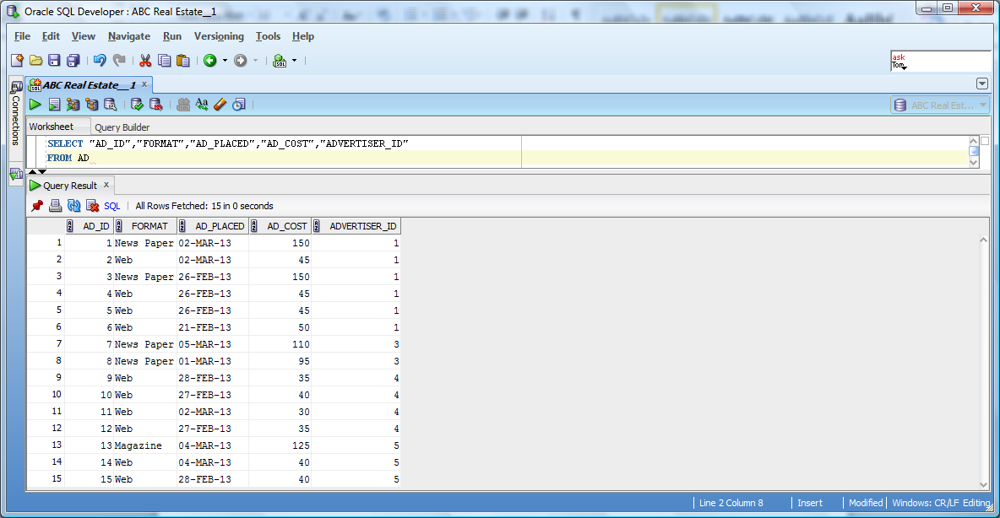 Oracle SQL Developer : ABC Real Estate__1
File Edit View Navigate Run Versioning Tools Help
ask
Tom
ABC Real Estate__1 x
ABC Real Est...
Connections
Worksheet Query Builder
SELECT "AD_ID","FORMAT","AD_PLACED","AD_COST","ADVERTISER_ID"
FROM AD
Query Result x
SQL | All Rows Fetched: 15 in 0 seconds
AD_ID FORMAT AD_PLACED AD_COST ADVERTISER_ID
1 1 News Paper 02-MAR-13 150 1
2 2 Web 02-MAR-13 45 1
3 3 News Paper 26-FEB-13 150 1
4 4 Web 26-FEB-13 45 1
5 5 Web 26-FEB-13 45 1
6 6 Web 21-FEB-13 50 1
7 7 News Paper 05-MAR-13 110 3
8 8 News Paper 01-MAR-13 95 3
9 9 Web 28-FEB-13 35 4
10 10 Web 27-FEB-13 40 4
11 11 Web 02-MAR-13 30 4
12 12 Web 27-FEB-13 35 4
13 13 Magazine 04-MAR-13 125 5
14 14 Web 04-MAR-13 40 5
15 15 Web 28-FEB-13 40 5
Line 2 Column 8 Insert Modified Windows: CR/LF Editing